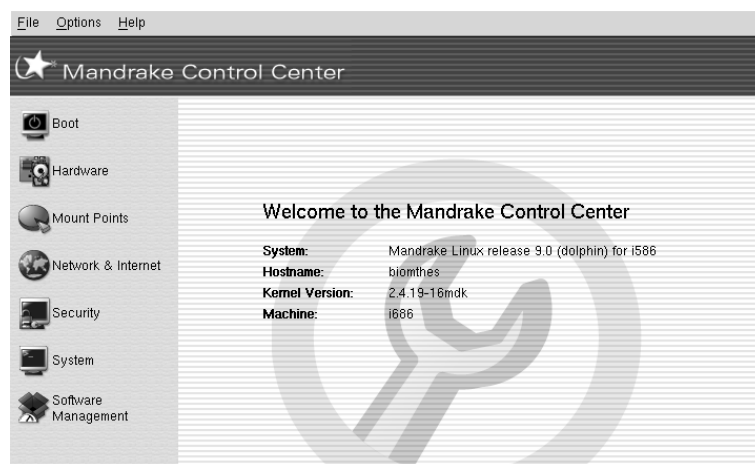 File Options Help
Mandrake Control Center
Boot
Hardware
Mount Points
Network & Internet
Security
System
Software
Management
Welcome to the Mandrake Control Center
System: Mandrake Linux release 9.0 (dolphin) for i586
Hostname: biomthes
Kernel Version: 2.4.19-16mdk
Machine: i686